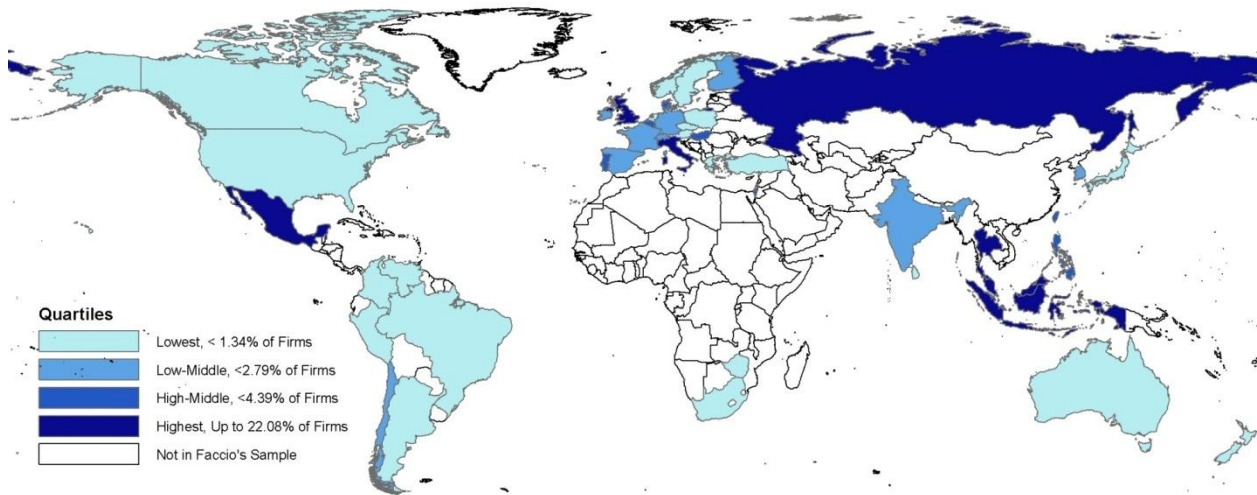 Quartiles
Lowest, < 1.34% of Firms
Low-Middle, <2.79% of Firms
High-Middle, <4.39% of Firms
Highest, Up to 22.08% of Firms
Not in Faccio's Sample